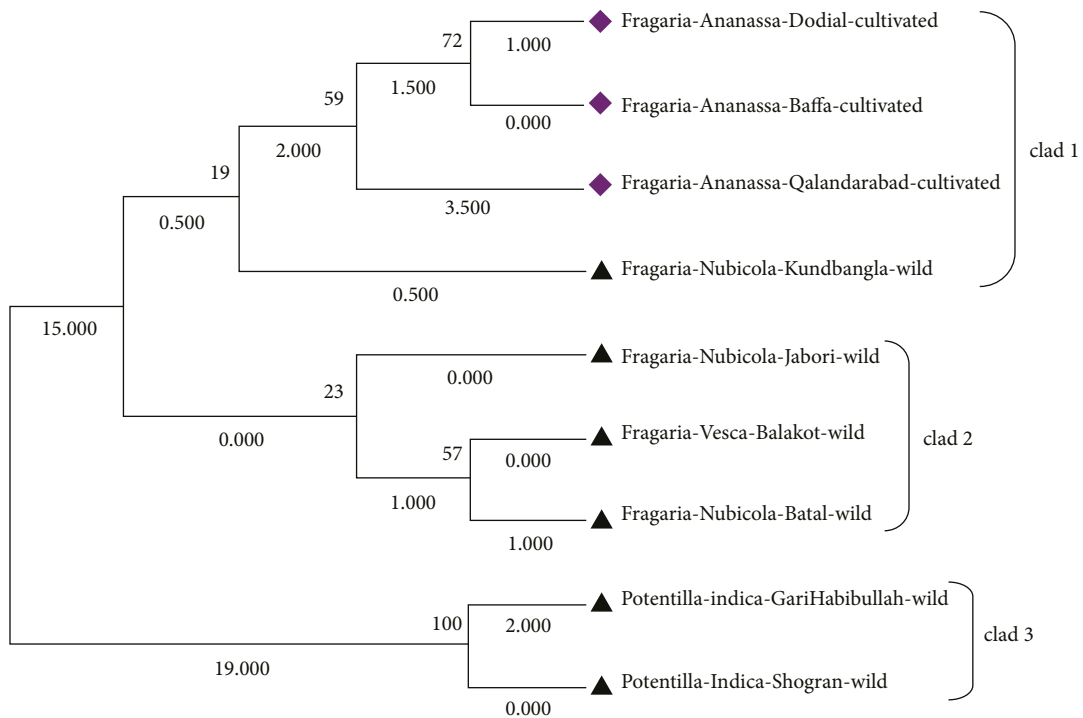 Fragaria-Ananassa-Dodial-cultivated
72
1.000
1.500
59
Fragaria-Ananassa-Baffa-cultivated
0.000
2.000
clad 1
19
Fragaria-Ananassa-Qalandarabad-cultivated
3.500
0.500
Fragaria-Nubicola-Kundbangla-wild
0.500
15.000
Fragaria-Nubicola-Jabori-wild
0.000
23
Fragaria-Vesca-Balakot-wild
0.000
clad 2
57
0.000
1.000
Fragaria-Nubicola-Batal-wild
1.000
Potentilla-indica-GariHabibullah-wild
100
2.000
clad 3
19.000
Potentilla-Indica-Shogran-wild
0.000